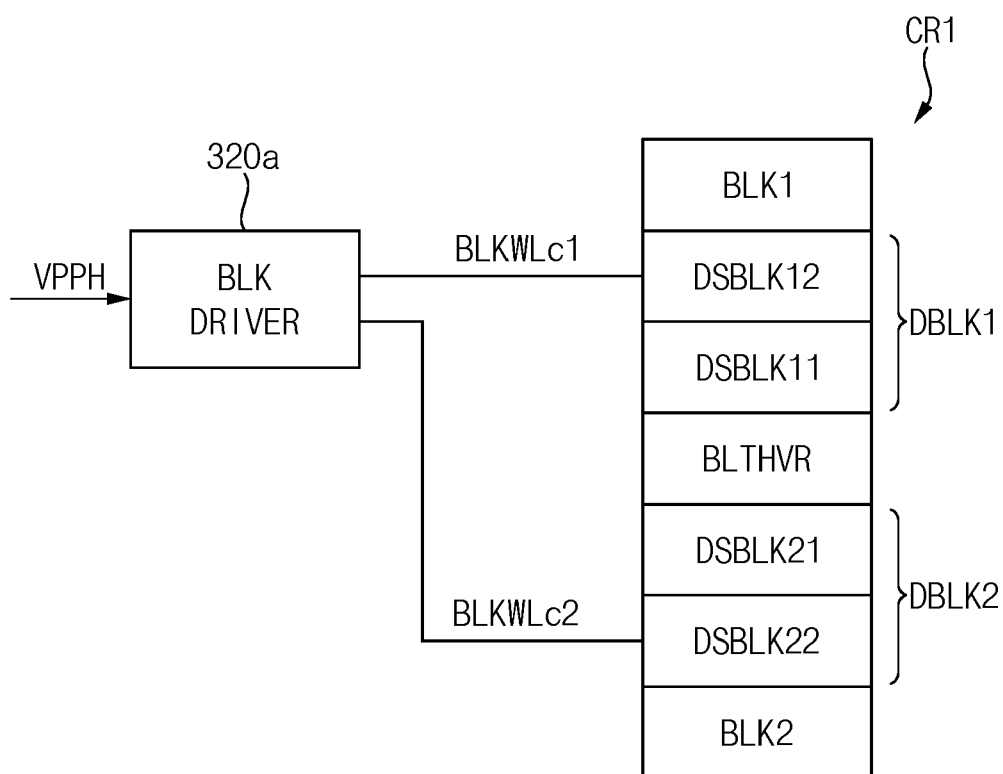 CR1
320a
VPPH
BLK
DRIVER
BLKWLc1
BLKWLc2
BLK1
DSBLK12
DSBLK11
DBLK1
BLTHVR
DSBLK21
DSBLK22
DBLK2
BLK2